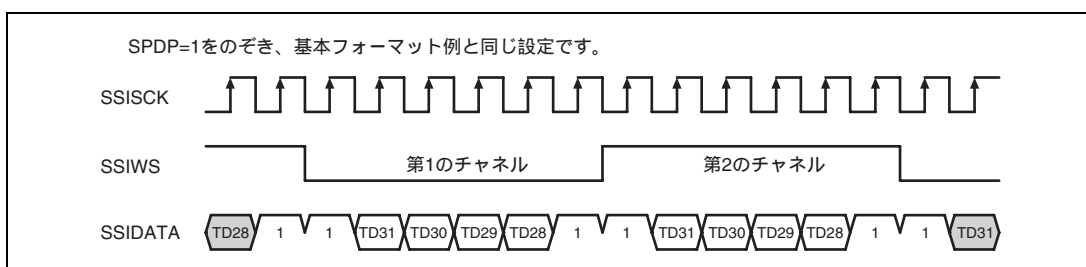 SPDP=1をのぞき、基本フォーマット例と同じ設定です。
SSISCK
SSIWS 第1のチャネル 第2のチャネル
SSIDATA TD28 1 1 TD31 TD30 TD29 TD28 1 1 TD31 TD30 TD29 TD28 1 1 TD31